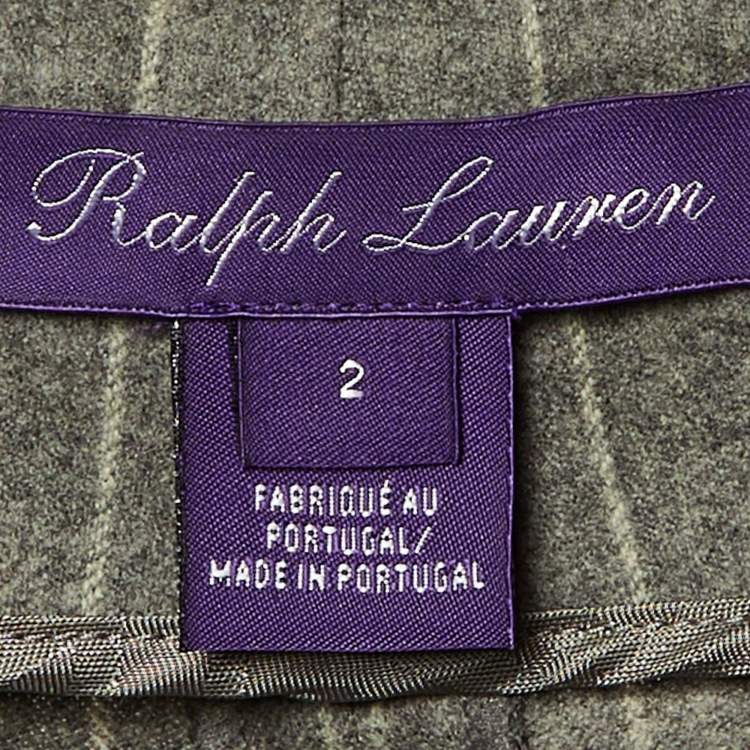 Ralph Lauren
2
FABRIQUÉ AU
PORTUGAL/
MADE IN PORTUGAL